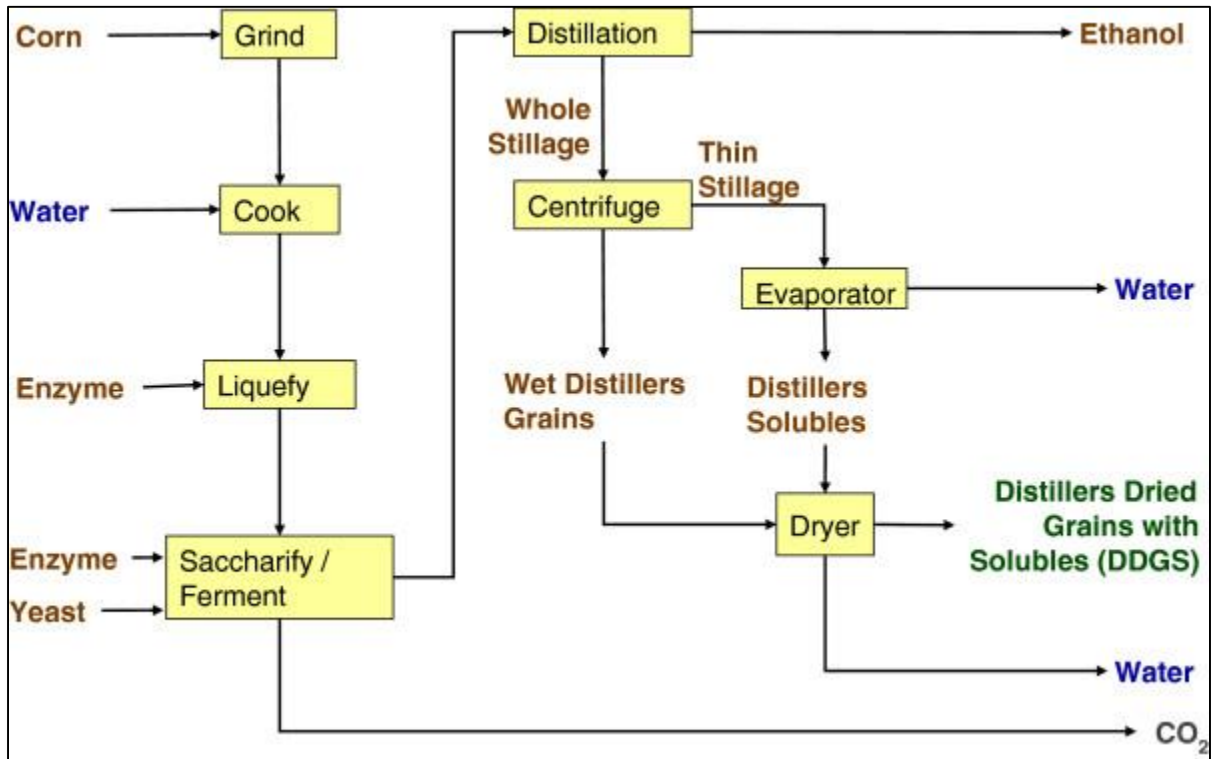 Corn
Grind
Distillation
Ethanol
Whole
Stillage
Thin
Stillage
Water
Cook
Centrifuge
Evaporator
Water
Enzyme
Liquefy
Wet Distillers
Grains
Distillers
Solubles
Distillers Dried
Grains with
Solubles (DDGS)
Dryer
Enzyme
Yeast
Saccharify /
Ferment
Water
CO₂